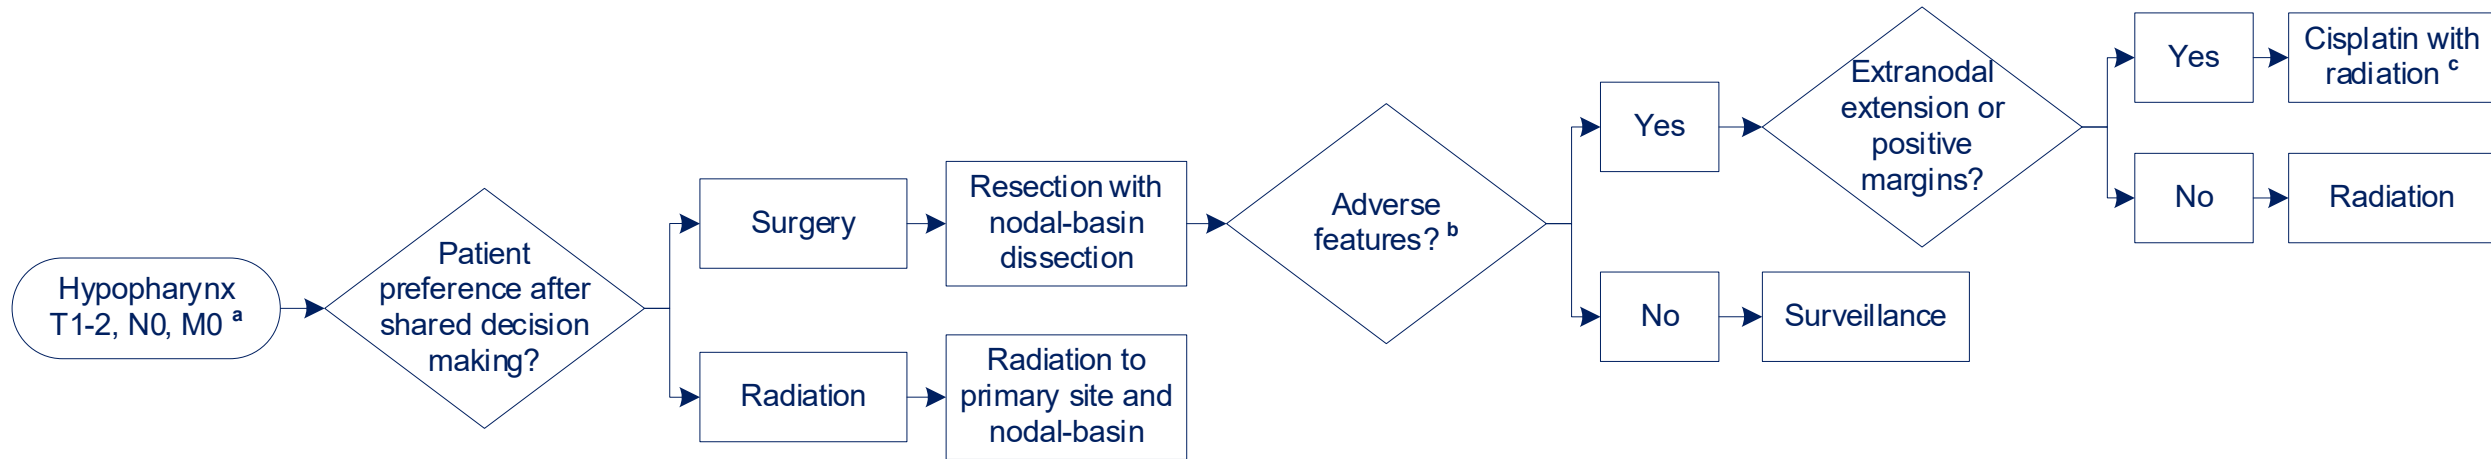 Hypopharynx
T1-2, N0, M0 a
Patient
preference after
shared decision
making?
Surgery
Resection with
nodal-basin
dissection
Radiation
Radiation to
primary site and
nodal-basin
Adverse
features? b
Yes
Extranodal
extension or
positive
margins?
Yes
Cisplatin with
radiation c
No
Radiation
No
Surveillance